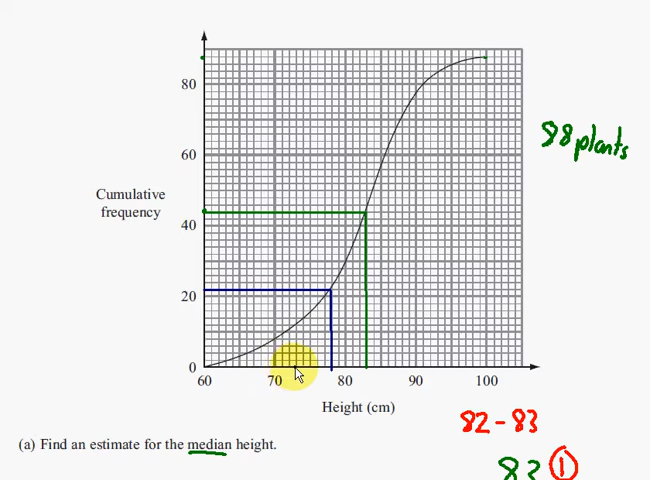 80
60
40
20
0
Cumulative
frequency
60 70 80 90 100
Height (cm)
88 plants
82-83
(a) Find an estimate for the median height.
1